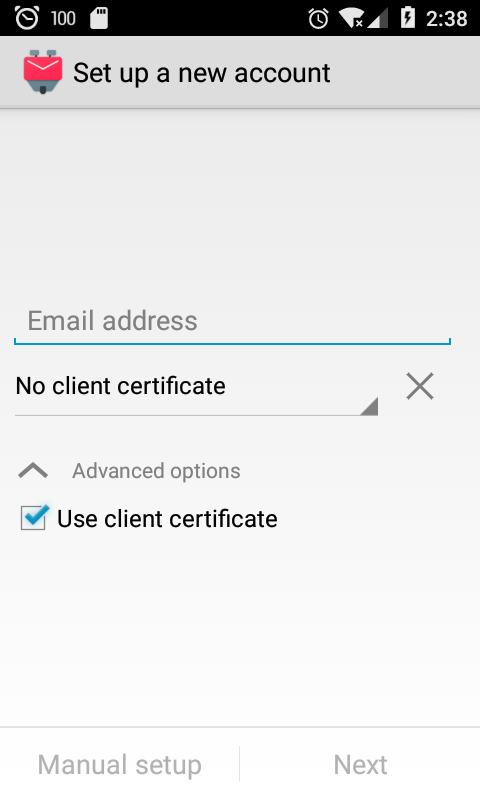 100
2:38
Set up a new account
Email address
No client certificate
Advanced options
Use client certificate
Manual setup
Next